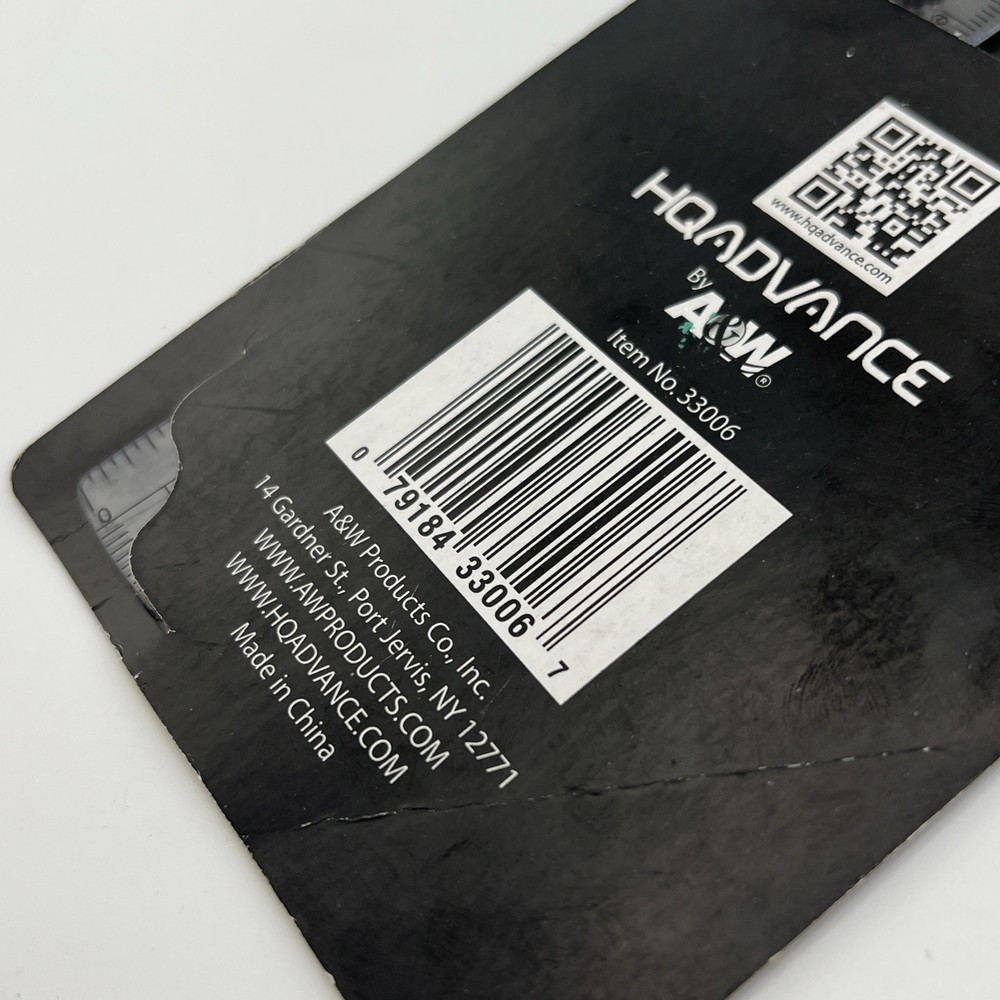 www.hqadvance.com
HQADVANCE
By
A&W®
Item No. 33006
0 79184 33006 7
A&W Products Co., Inc.
14 Gardner St., Port Jervis, NY 12771
WWW.AWPRODUCTS.COM
WWW.HQADVANCE.COM
Made in China